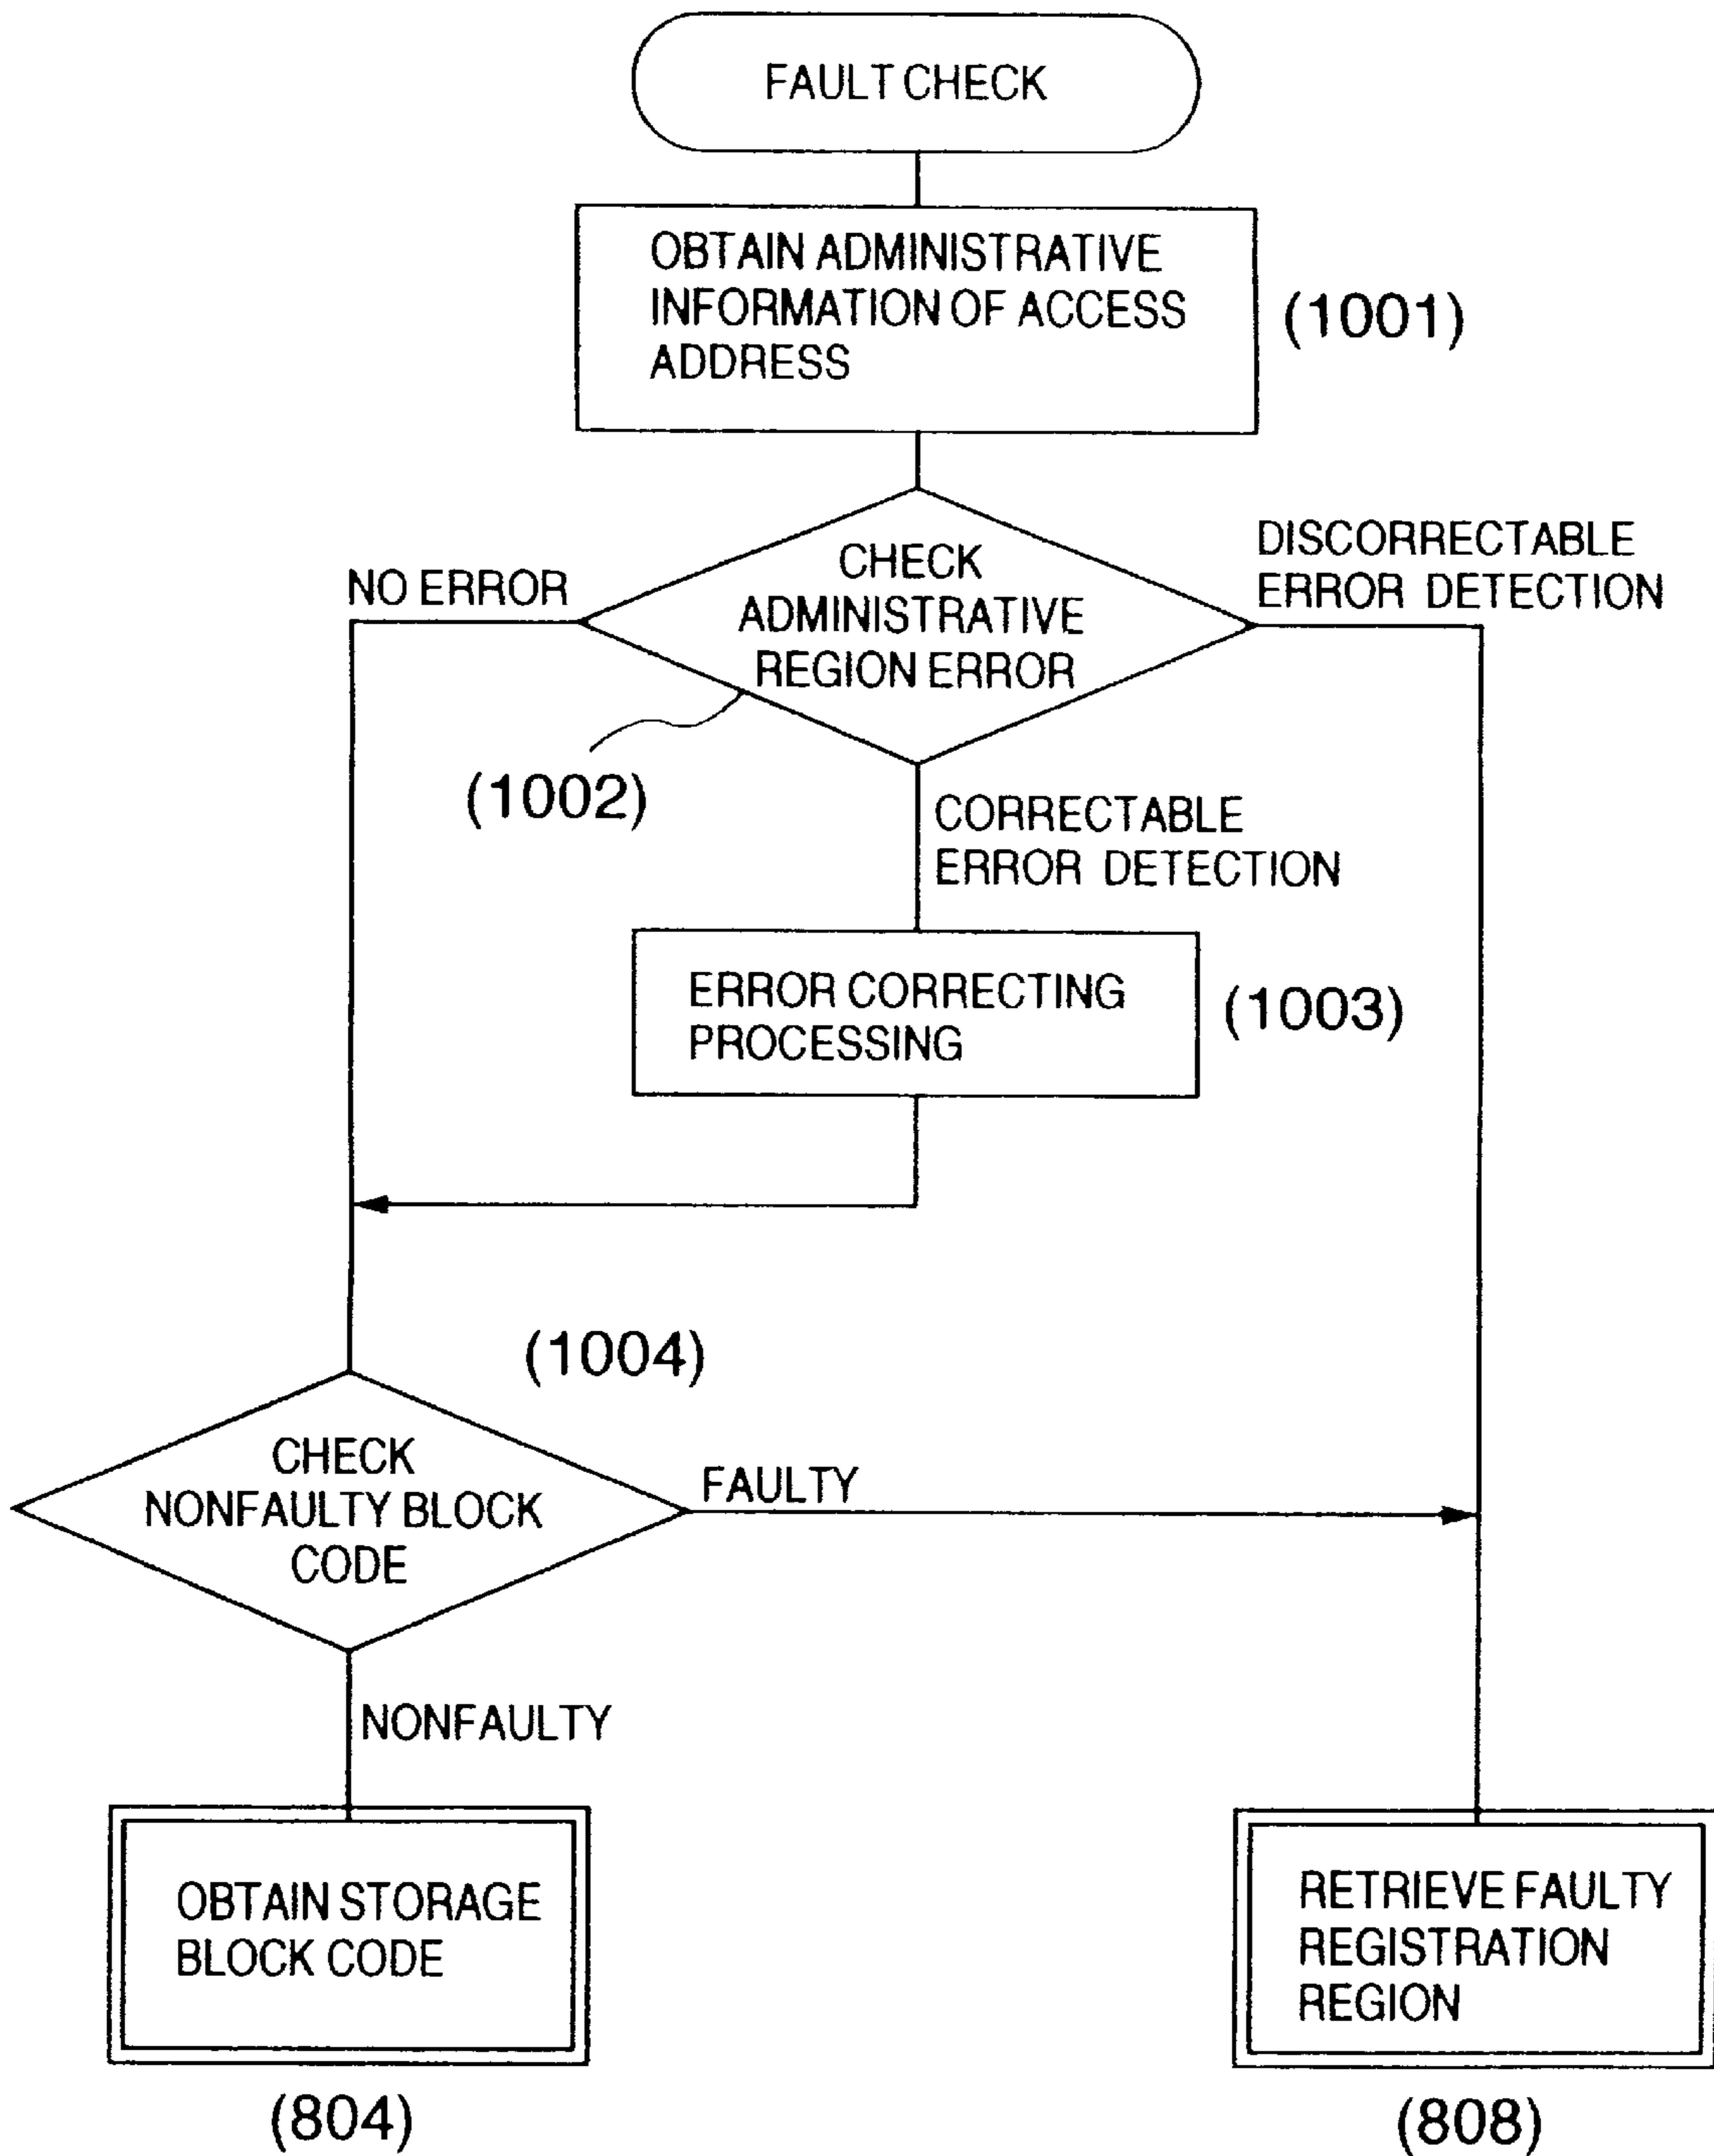 FAULT CHECK
OBTAIN ADMINISTRATIVE
INFORMATION OF ACCESS
ADDRESS
(1001)
CHECK
ADMINISTRATIVE
REGION ERROR
NO ERROR
DISCORRECTABLE
ERROR DETECTION
(1002)
CORRECTABLE
ERROR DETECTION
ERROR CORRECTING
PROCESSING
(1003)
(1004)
CHECK
NONFAULTY BLOCK
CODE
FAULTY
NONFAULTY
OBTAIN STORAGE
BLOCK CODE
(804)
RETRIEVE FAULTY
REGISTRATION
REGION
(808)